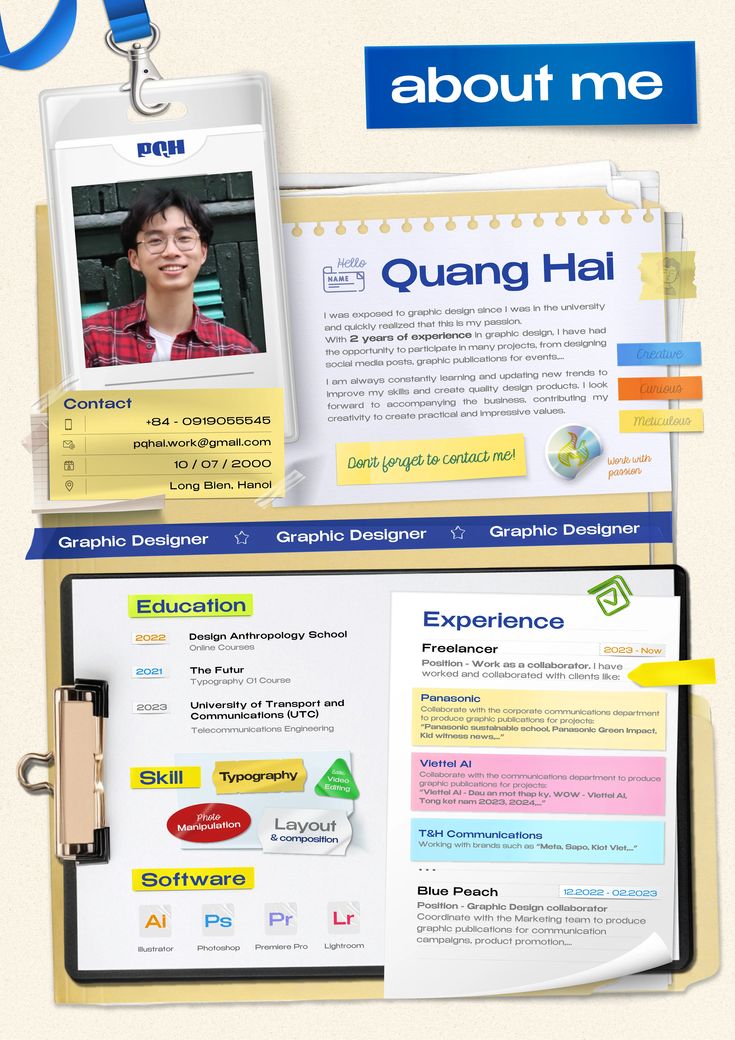 about me
PQH
Hello
NAME
Quang Hai
I was exposed to graphic design since I was in the university
and quickly realized that this is my passion.
With 2 years of experience in graphic design, I have had
the opportunity to participate in many projects, from designing
social media posts, graphic publications for events,...
I am always constantly learning and updating new trends to
improve my skills and create quality design products. I look
forward to accompanying the business, contributing my
creativity to create practical and impressive values.
Creative
Curious
Meticulous
Contact
+84 - 0919055545
pqhai.work@gmail.com
10 / 07 / 2000
Long Bien, Hanoi
Don't forget to contact me!
Work with
passion
Graphic Designer ☆ Graphic Designer ☆ Graphic Designer
Education
2022 Design Anthropology School
Online Courses
2021 The Futur
Typography 01 Course
2023 University of Transport and
Communications (UTC)
Telecommunications Engineering
Skill
Typography
Basic
Video
Editing
Photo
Manipulation
Layout
& composition
Software
Ai
Ps
Pr
Lr
Illustrator
Photoshop
Premiere Pro
Lightroom
Experience
Freelancer 2023 - Now
Position - Work as a collaborator. I have
worked and collaborated with clients like:
Panasonic
Collaborate with the corporate communications department
to produce graphic publications for projects:
"Panasonic sustainable school, Panasonic Green Impact,
Kid witness news,..."
Viettel AI
Collaborate with the communications department to produce
graphic publications for projects:
"Viettel AI - Dau an mot thap ky, WOW - Viettel AI,
Tong ket nam 2023, 2024,..."
T&H Communications
Working with brands such as "Meta, Sapo, Kiot Viet,..."
...
Blue Peach 12.2022 - 02.2023
Position - Graphic Design collaborator
Coordinate with the Marketing team to produce
graphic publications for communication
campaigns, product promotion,...